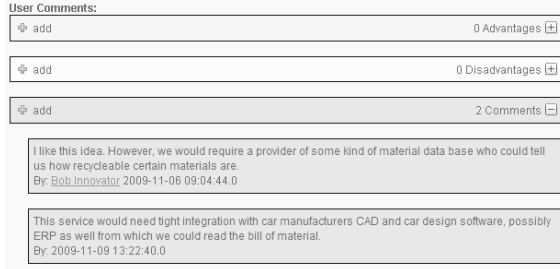 User Comments:
add 0 Advantages
add 0 Disadvantages
add 2 Comments
I like this idea. However, we would require a provider of some kind of material data base who could tell
us how recycleable certain materials are.
By: Bob Innovator 2009-11-06 09:04:44.0
This service would need tight integration with car manufacturers CAD and car design software, possibly
ERP as well from which we could read the bill of material.
By: 2009-11-09 13:22:40.0